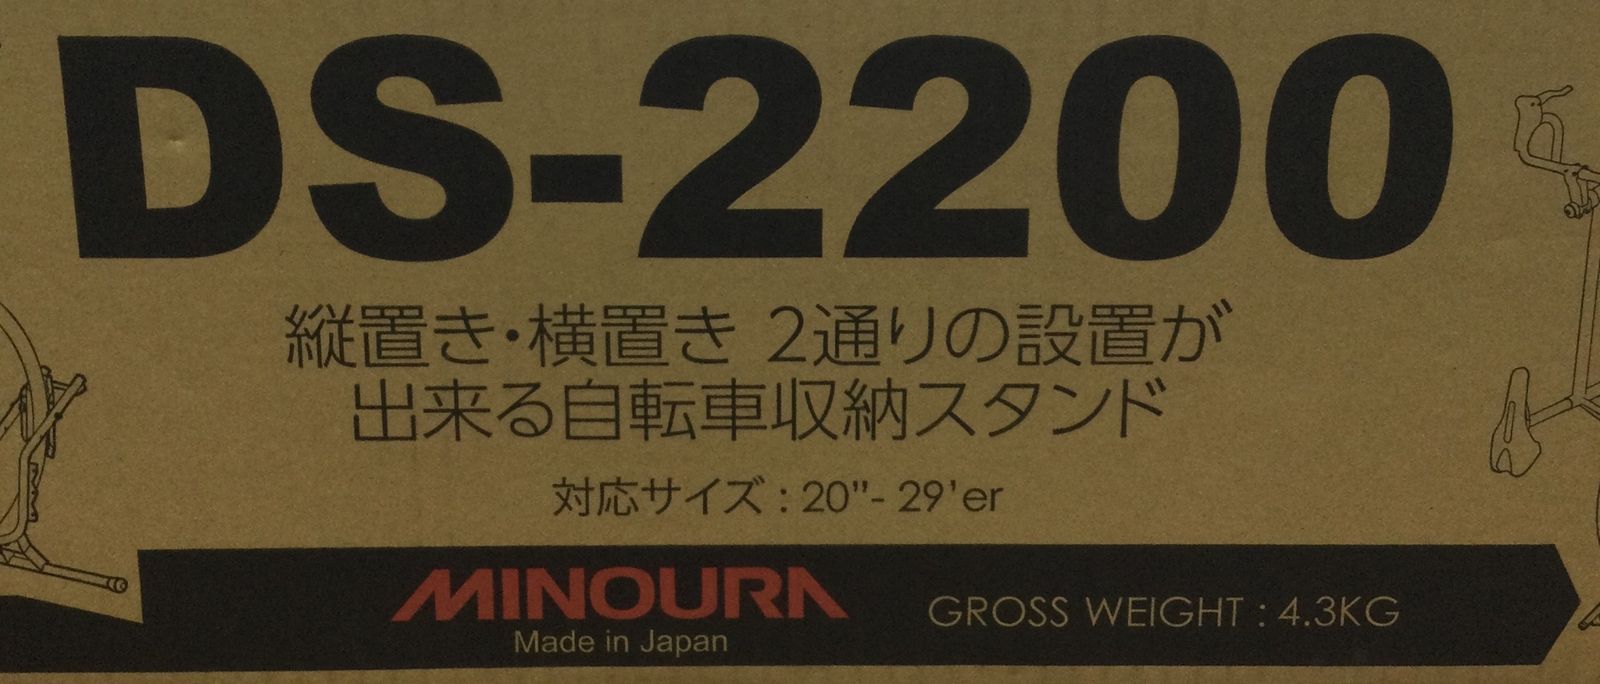 DS-2200
縦置き・横置き 2通りの設置が
出来る自転車収納スタンド
対応サイズ : 20"- 29'er
MINOURA
Made in Japan
GROSS WEIGHT : 4.3KG